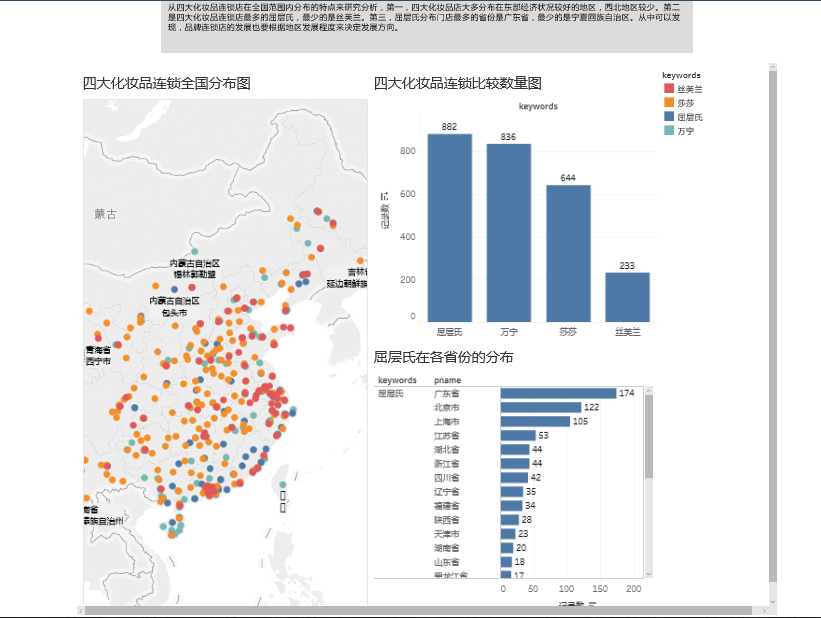 从四大化妆品连锁店在全国范围内分布的特点来研究分析，第一，四大化妆品店大多分布在东部经济状况较好的地区，西北地区较少。第二
是四大化妆品连锁店最多的屈层氏，最少的是丝芙兰。第三，屈层氏分布门店最多的省份是广东省，最少的是宁夏回族自治区。从中可以发
现，品牌连锁店的发展也要根据地区发展程度来决定发展方向。
四大化妆品连锁全国分布图
蒙古
内蒙古自治区
锡林郭勒盟
吉林省
延边朝鲜族
内蒙古自治区
包头市
青海省
西宁市
南省
族自治州
四大化妆品连锁比较数量图
keywords
882
836
644
233
800
600
400
200
0
记录数
屈层氏
万宁
莎莎
丝芙兰
keywords
丝芙兰
莎莎
屈层氏
万宁
屈层氏在各省份的分布
keywords pname
屈层氏 广东省 174
北京市 122
上海市 105
江苏省 53
湖北省 44
浙江省 44
四川省 42
辽宁省 35
福建省 34
陕西省 28
天津市 23
湖南省 20
山东省 18
黑龙江省 17
0 50 100 150 200
记录数